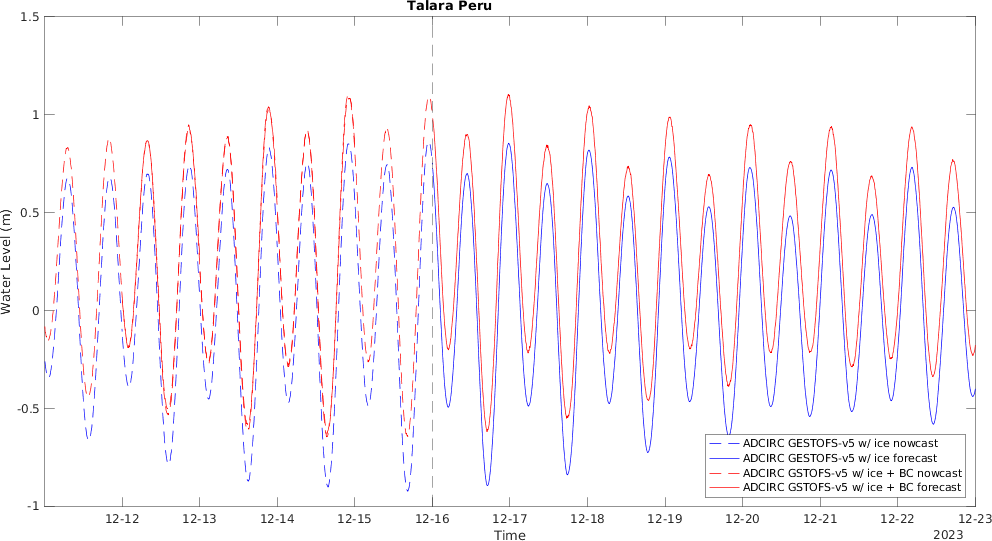 Talara Peru
1.5
1
0.5
0
-0.5
-1
Water Level (m)
12-12
12-13
12-14
12-15
12-16
12-17
12-18
12-19
12-20
12-21
12-22
12-23
Time
2023
ADCIRC GESTOFS-v5 w/ ice nowcast
ADCIRC GESTOFS-v5 w/ ice forecast
ADCIRC GSTOFS-v5 w/ ice + BC nowcast
ADCIRC GSTOFS-v5 w/ ice + BC forecast